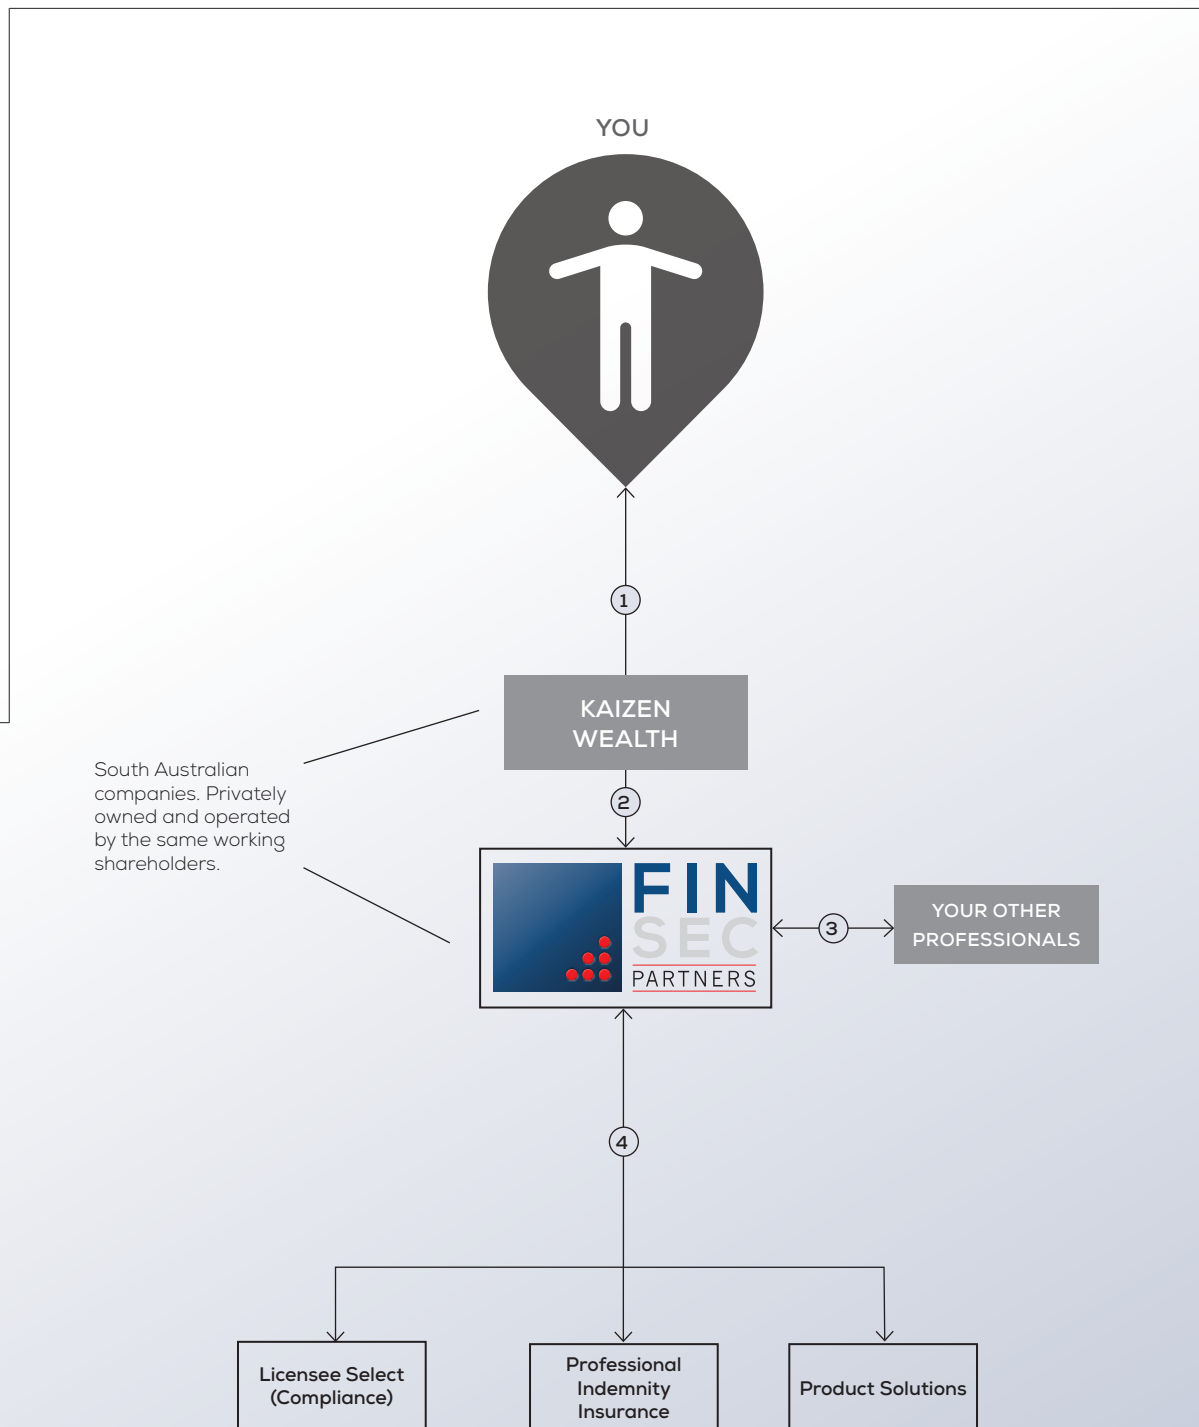 YOU
1
KAIZEN
WEALTH
South Australian
companies. Privately
owned and operated
by the same working
shareholders.
2
FIN
SEC
PARTNERS
3
YOUR OTHER
PROFESSIONALS
4
Licensee Select
(Compliance)
Professional
Indemnity
Insurance
Product Solutions